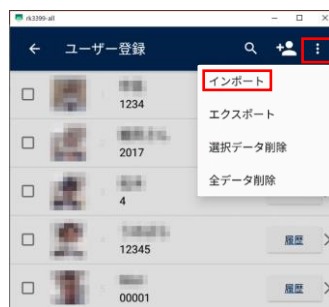 rk3399-all
ユーザー登録
インポート
エクスポート
選択データ削除
全データ削除
1234
2017
4
12345
履歴
00001
履歴